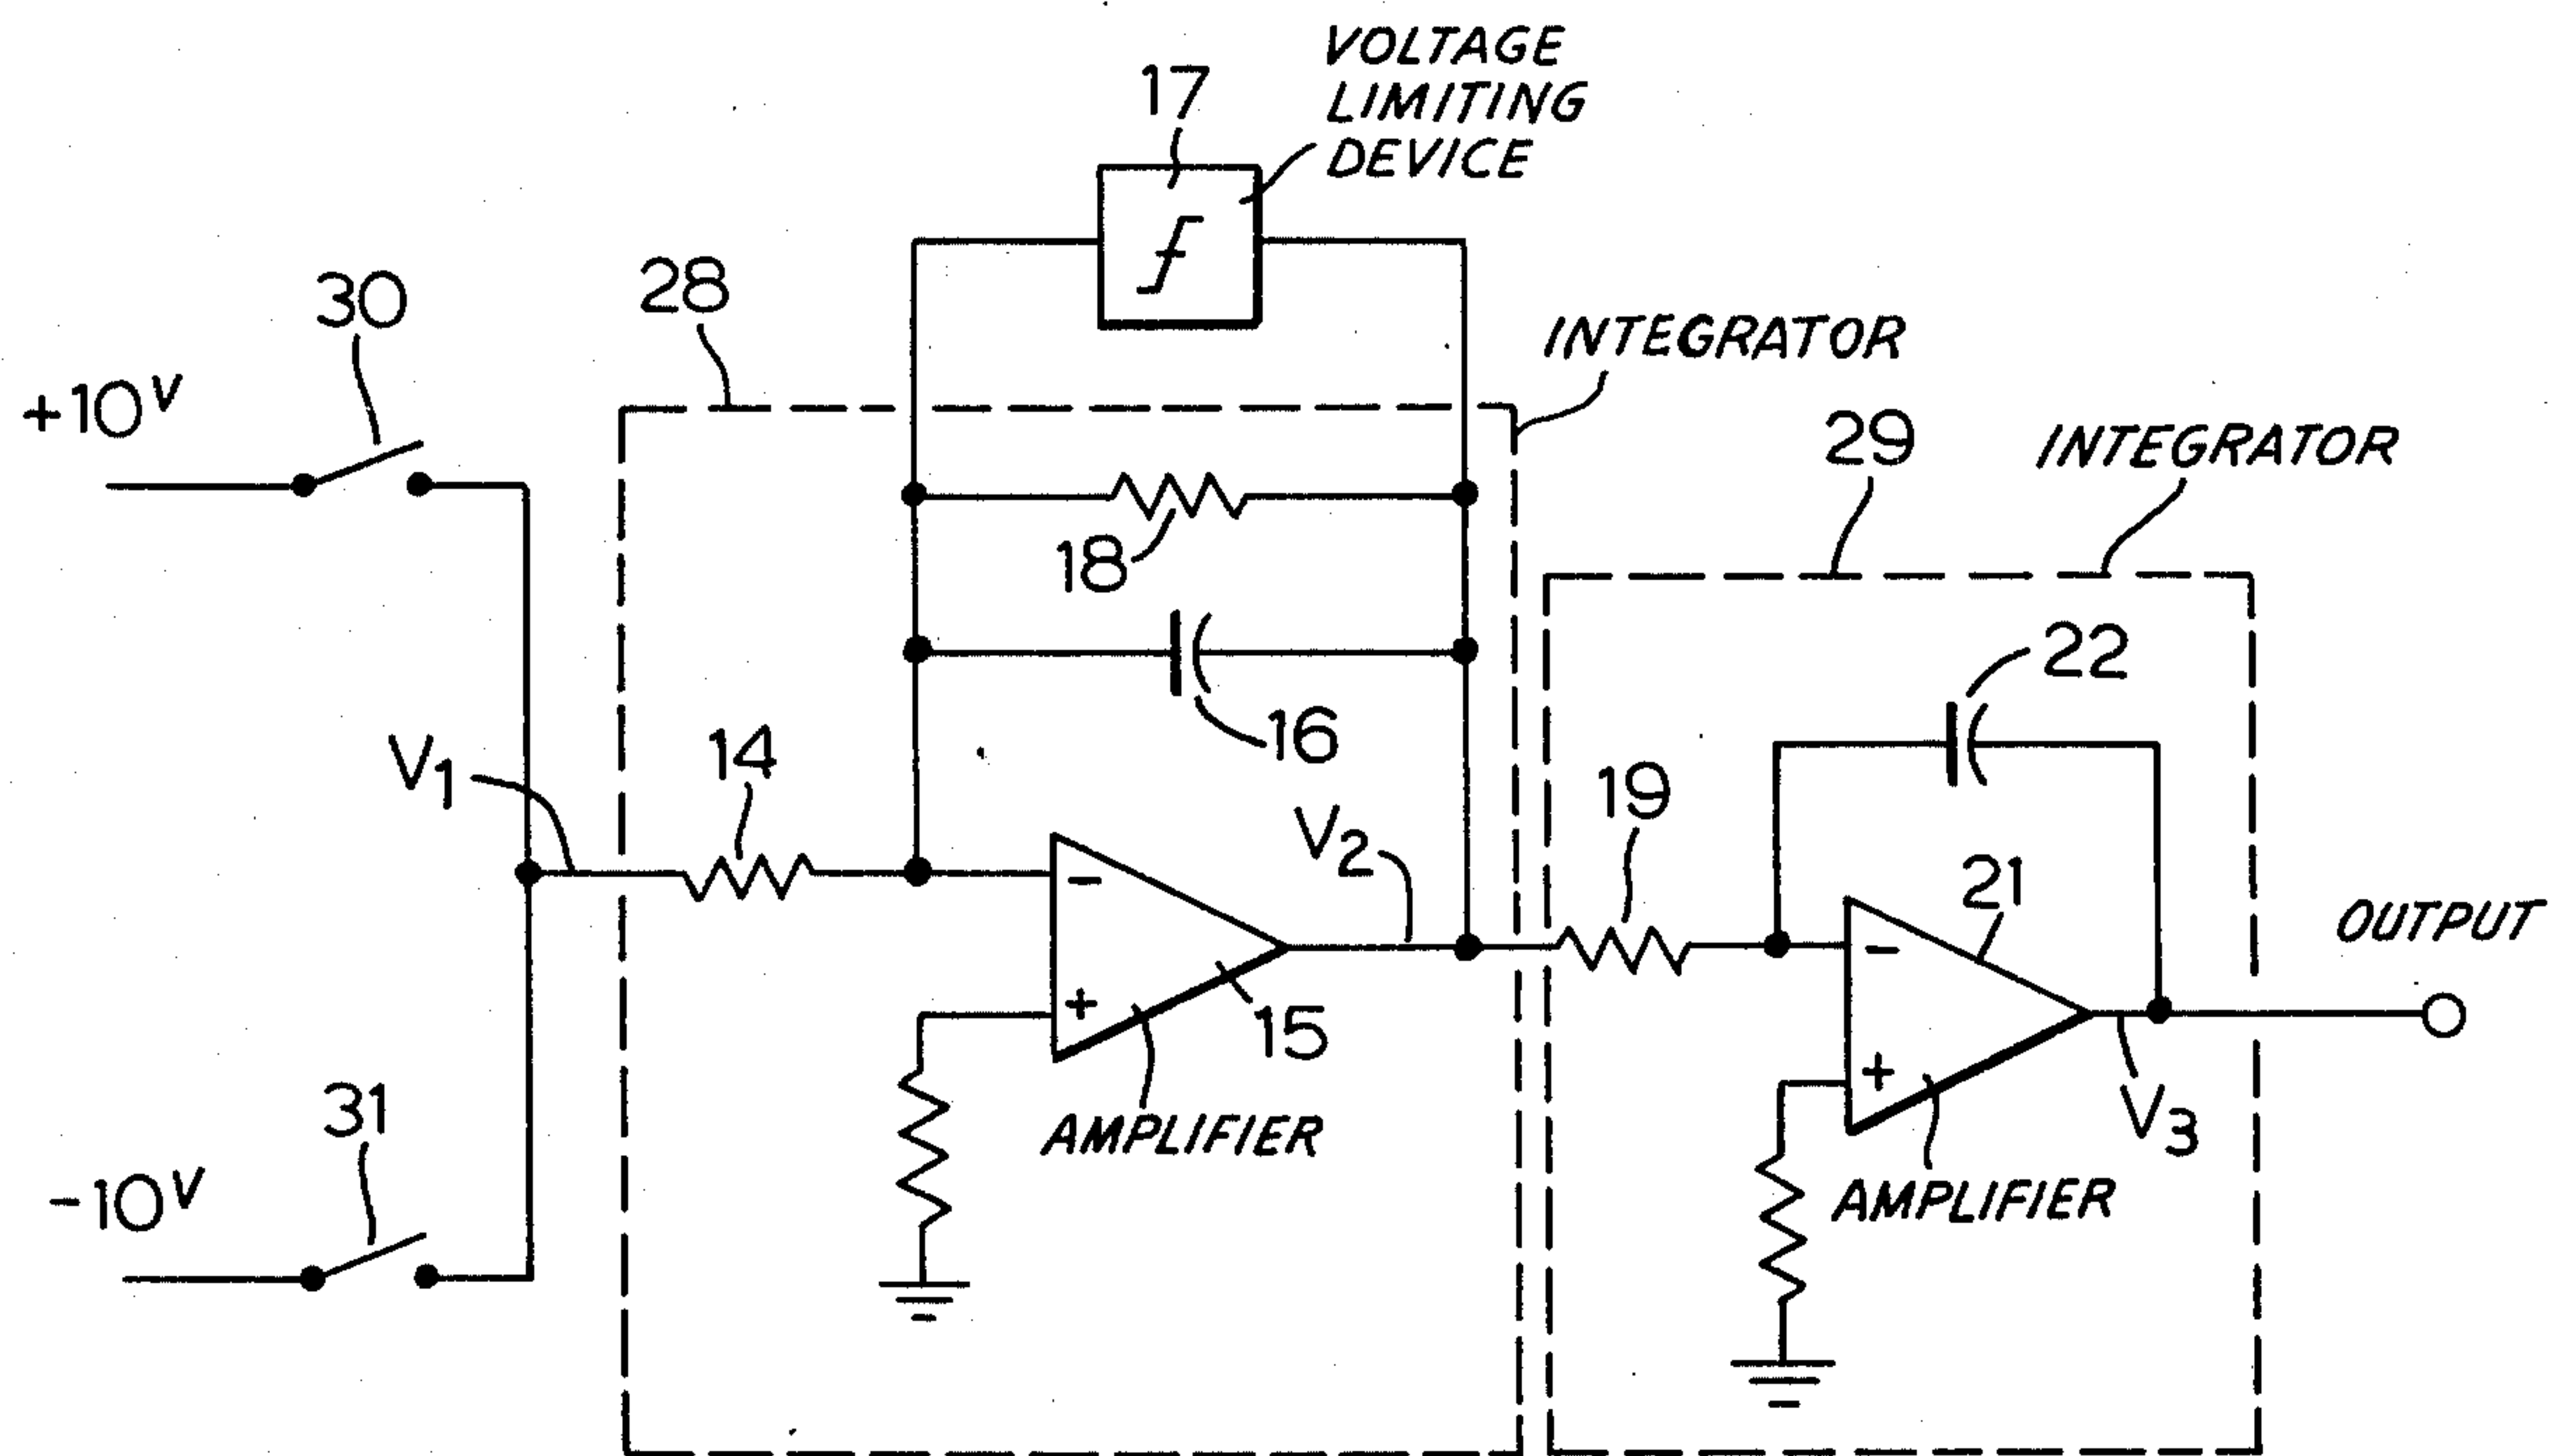 VOLTAGE
LIMITING
DEVICE
17
28
30
INTEGRATOR
+10V
29
INTEGRATOR
18
22
16
14
V1
19
V2
21
OUTPUT
-
-
+
15
+
31
AMPLIFIER
V3
-10V
AMPLIFIER